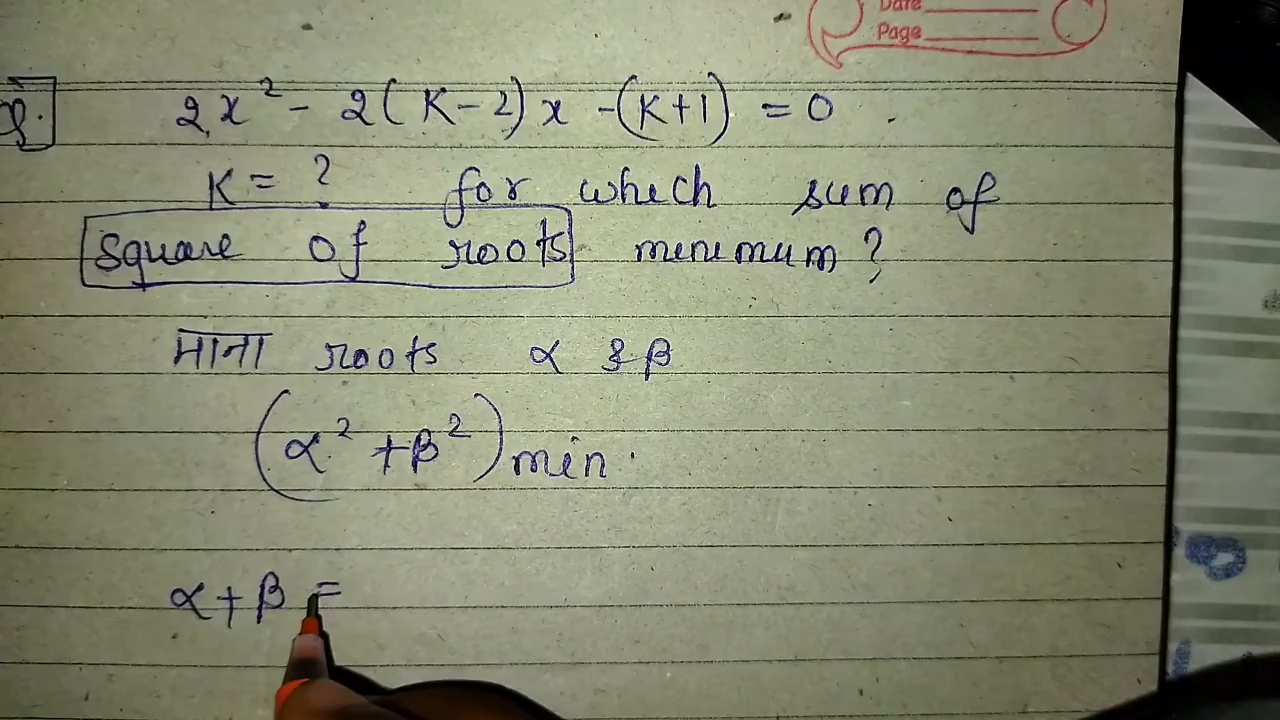 Date
Page
Q.
2x² - 2(K-2)x -(K+1) = 0
K = ? for which sum of
square of roots minimum?
माना roots α & β
(α² + β²)min.
α + β =